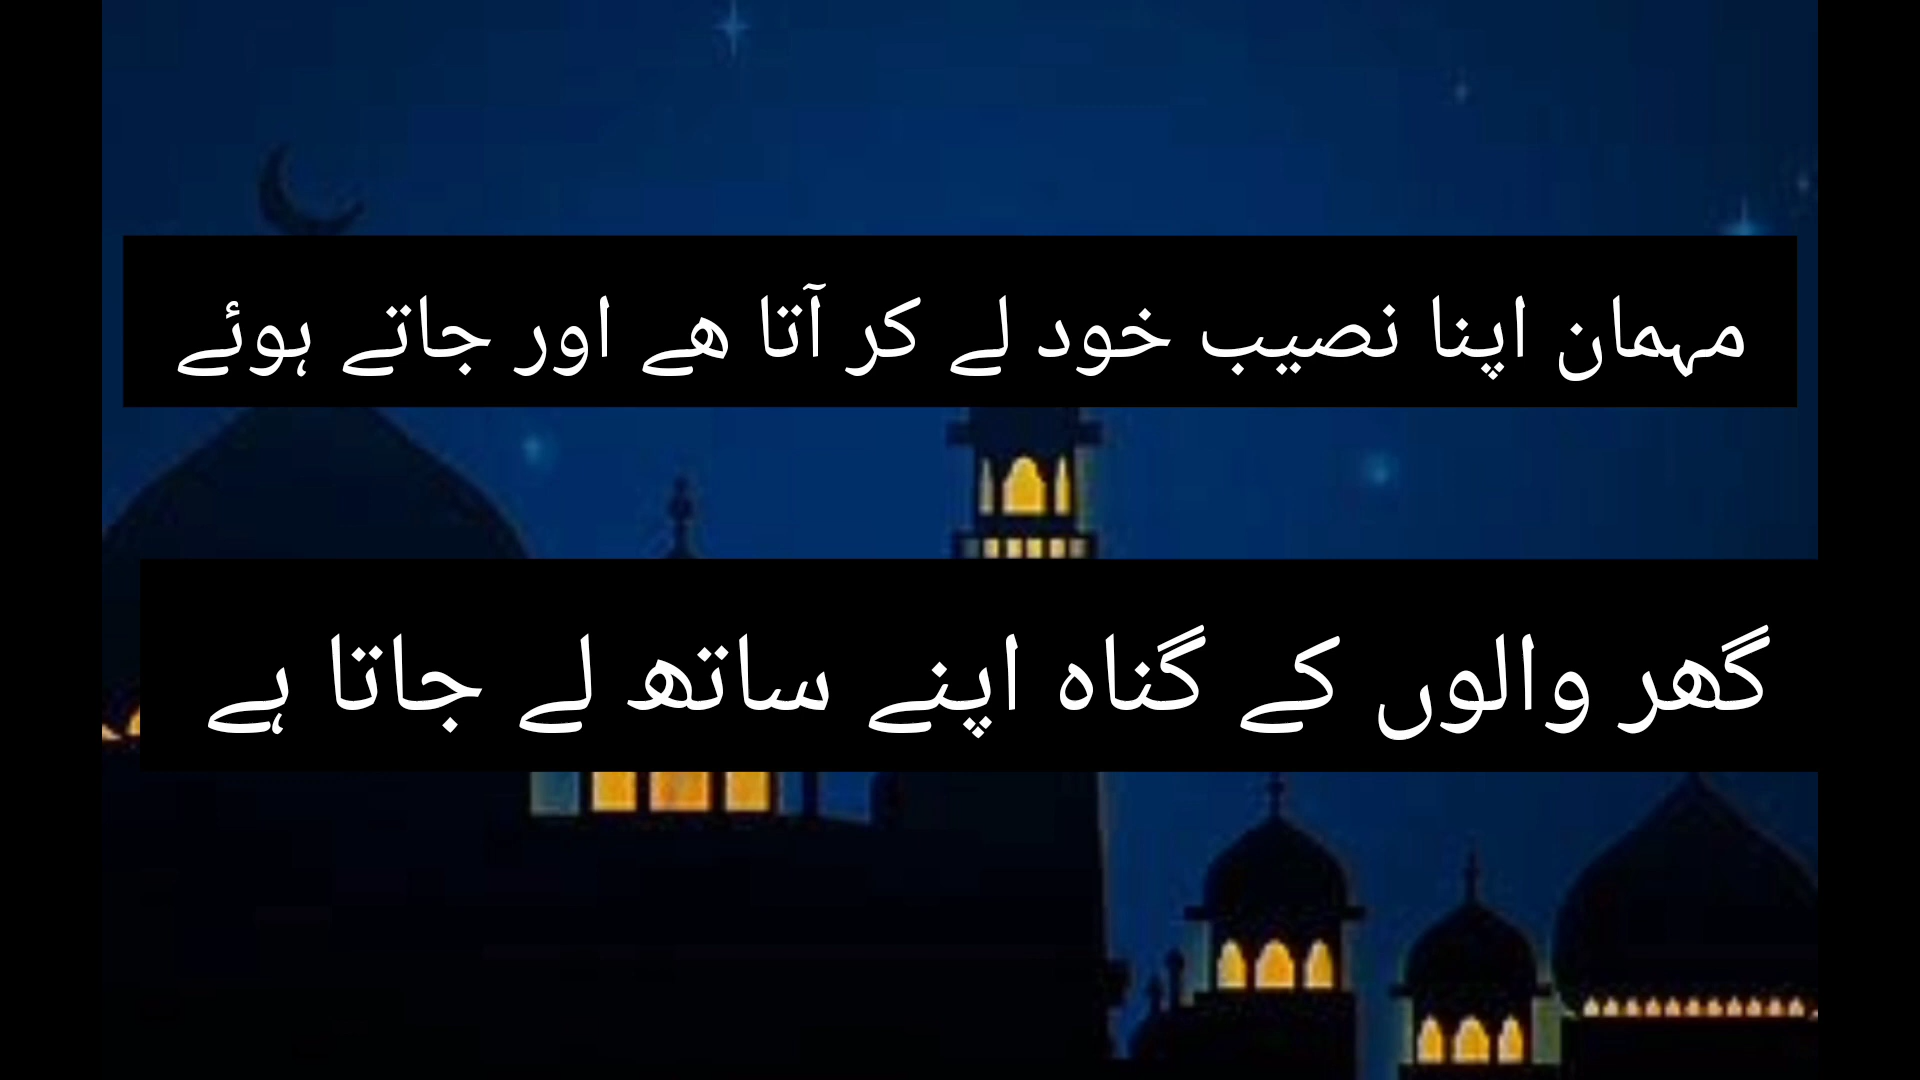 مہمان اپنا نصیب خود لے کر آتا ھے اور جاتے ہوئے
گھر والوں کے گناہ اپنے ساتھ لے جاتا ہے